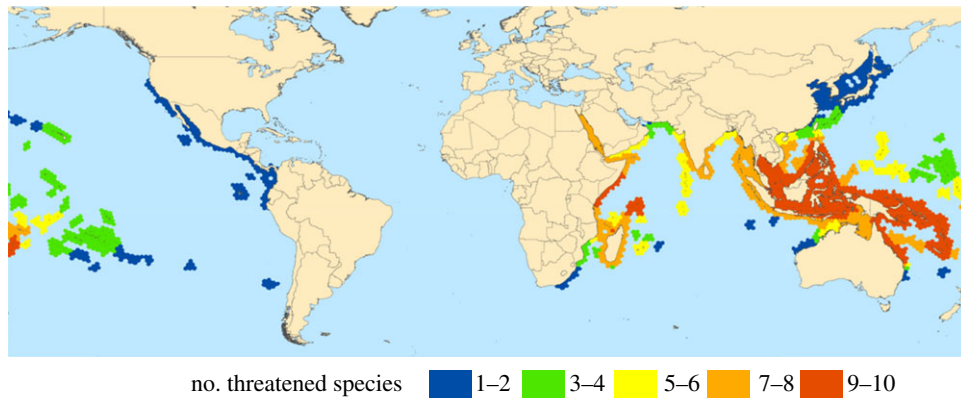 no. threatened species 1–2 3–4 5–6 7–8 9–10